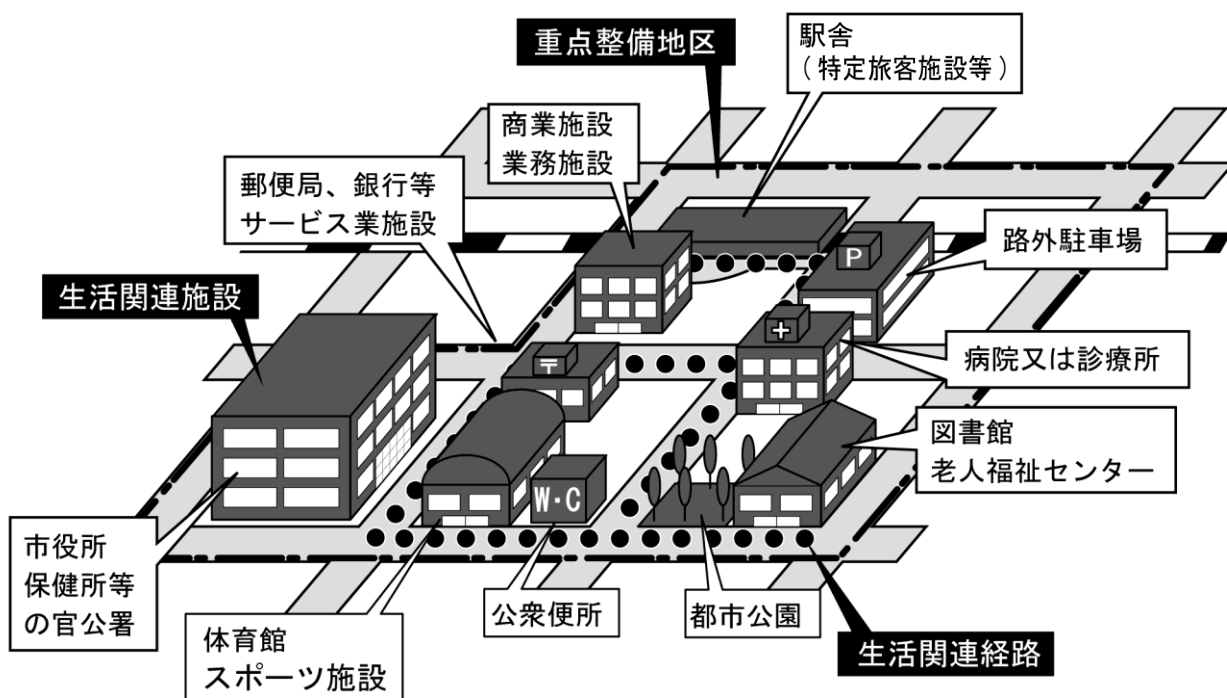 重点整備地区
駅舎
(特定旅客施設等)
商業施設
業務施設
郵便局、銀行等
サービス業施設
路外駐車場
P
生活関連施設
病院又は診療所
〒
図書館
老人福祉センター
W・C
市役所
保健所等
の官公署
公衆便所
都市公園
体育館
スポーツ施設
生活関連経路